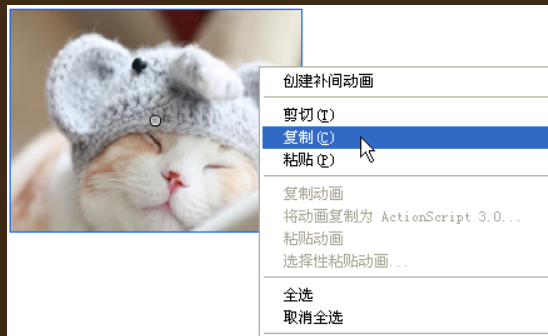 创建补间动画
剪切(T)
复制(C)
粘贴(P)
复制动画
将动画复制为 ActionScript 3.0...
粘贴动画
选择性粘贴动画...
全选
取消全选